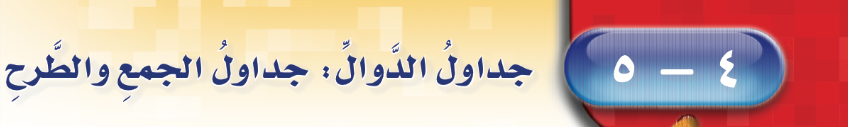 ٤ – ٥
جداولُ الدَّوالِّ: جداولُ الجمعِ والطَّرحِ